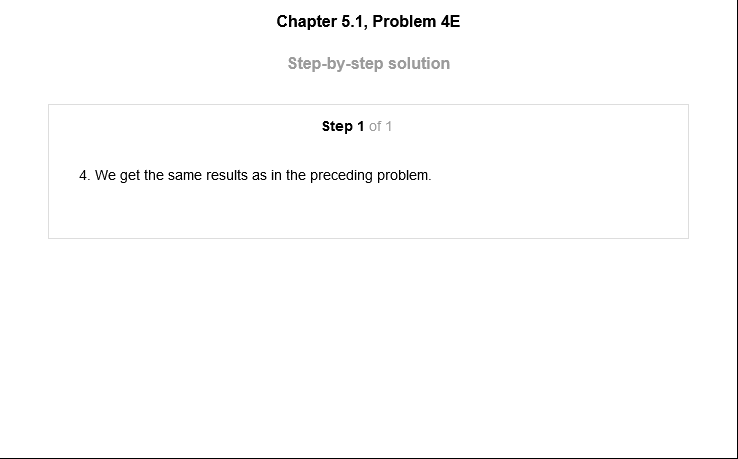 Chapter 5.1, Problem 4E
Step-by-step solution
Step 1 of 1
4. We get the same results as in the preceding problem.